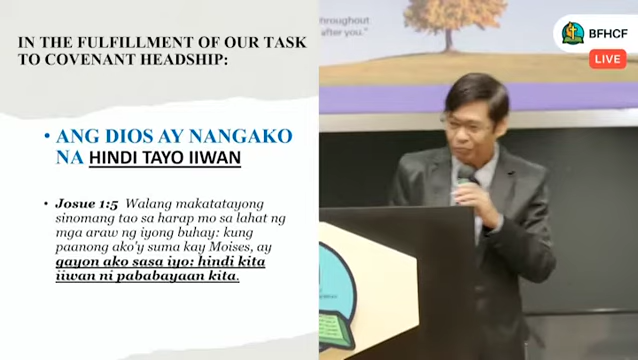 IN THE FULFILLMENT OF OUR TASK
TO COVENANT HEADSHIP:
• ANG DIOS AY NANGAKO
NA HINDI TAYO IIWAN
• Josue 1:5 Walang makatatayong
sinomang tao sa harap mo sa lahat ng
mga araw ng iyong buhay: kung
paanong ako'y suma kay Moises, ay
gayon ako sasa iyo: hindi kita
iiwan ni pababayaan kita.
throughout
after you."
BFHCF
LIVE